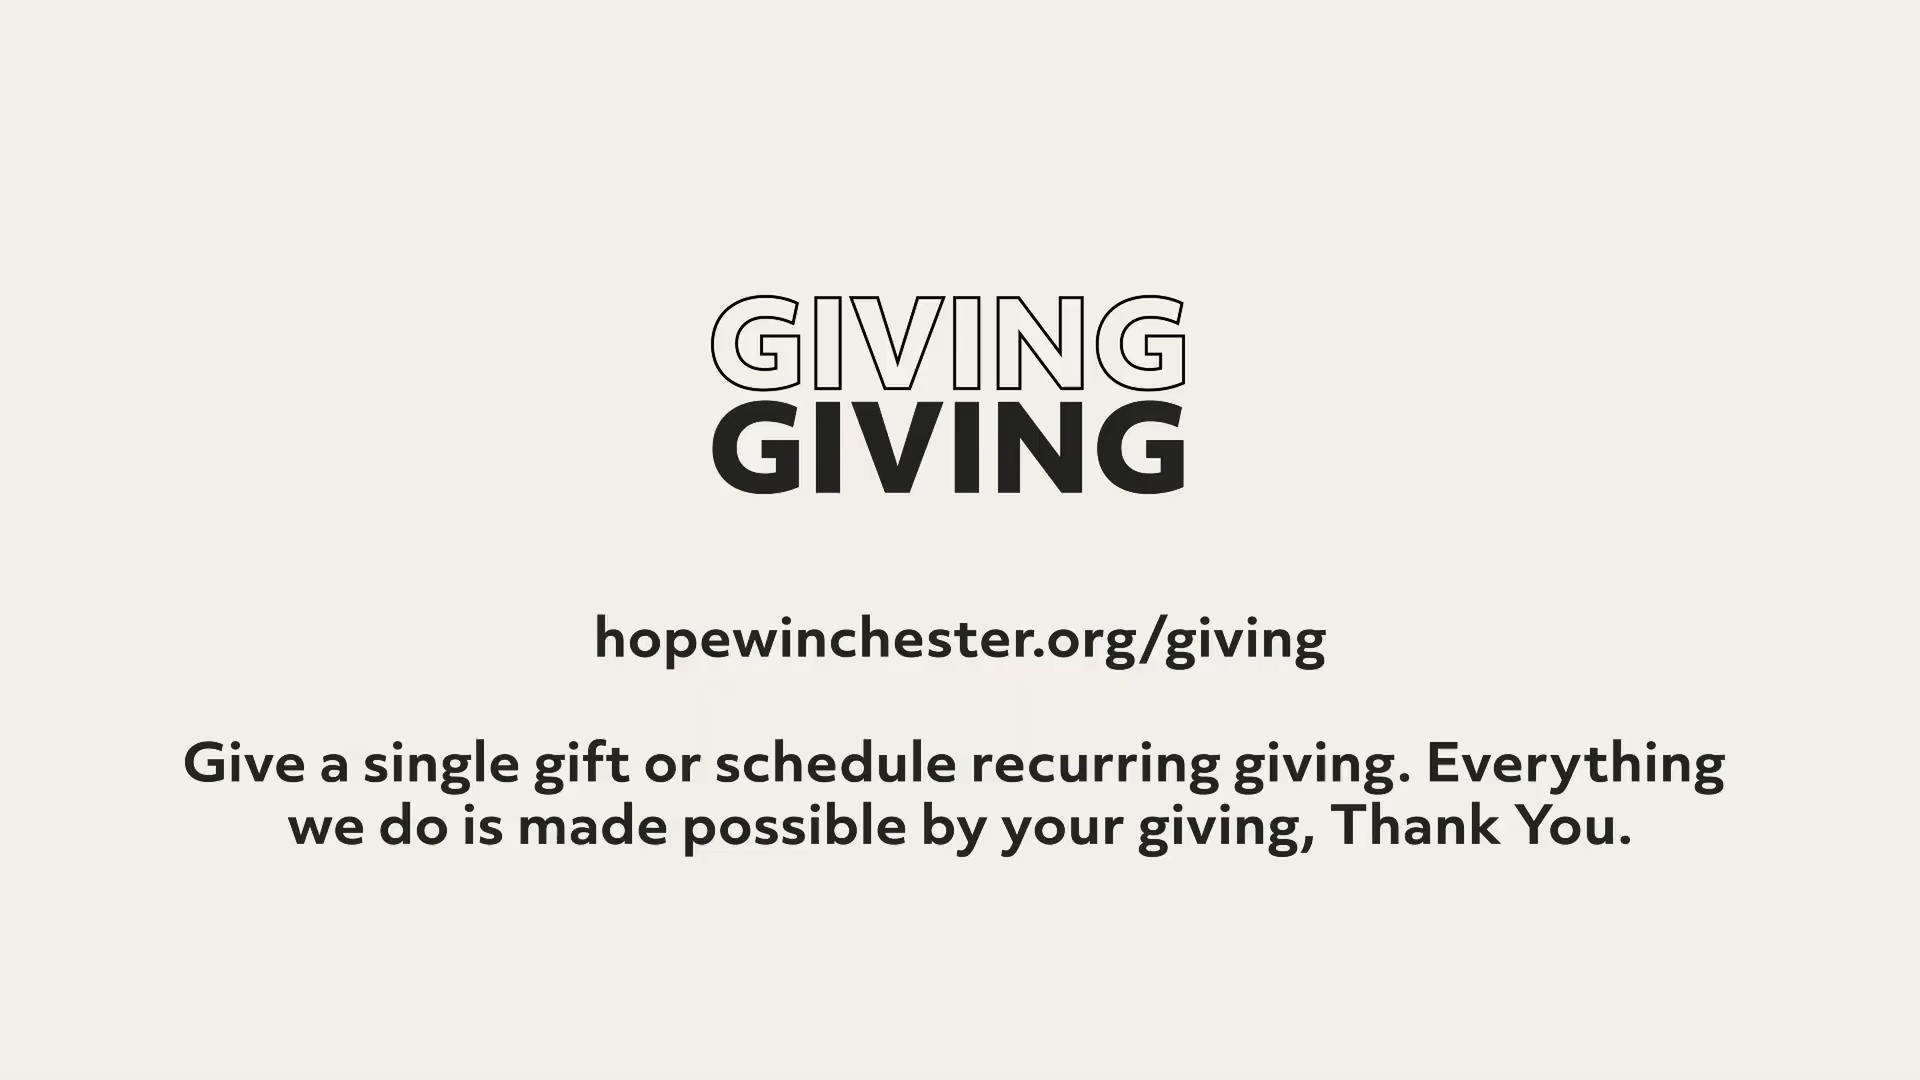 GIVING
GIVING
hopewinchester.org/giving
Give a single gift or schedule recurring giving. Everything
we do is made possible by your giving, Thank You.